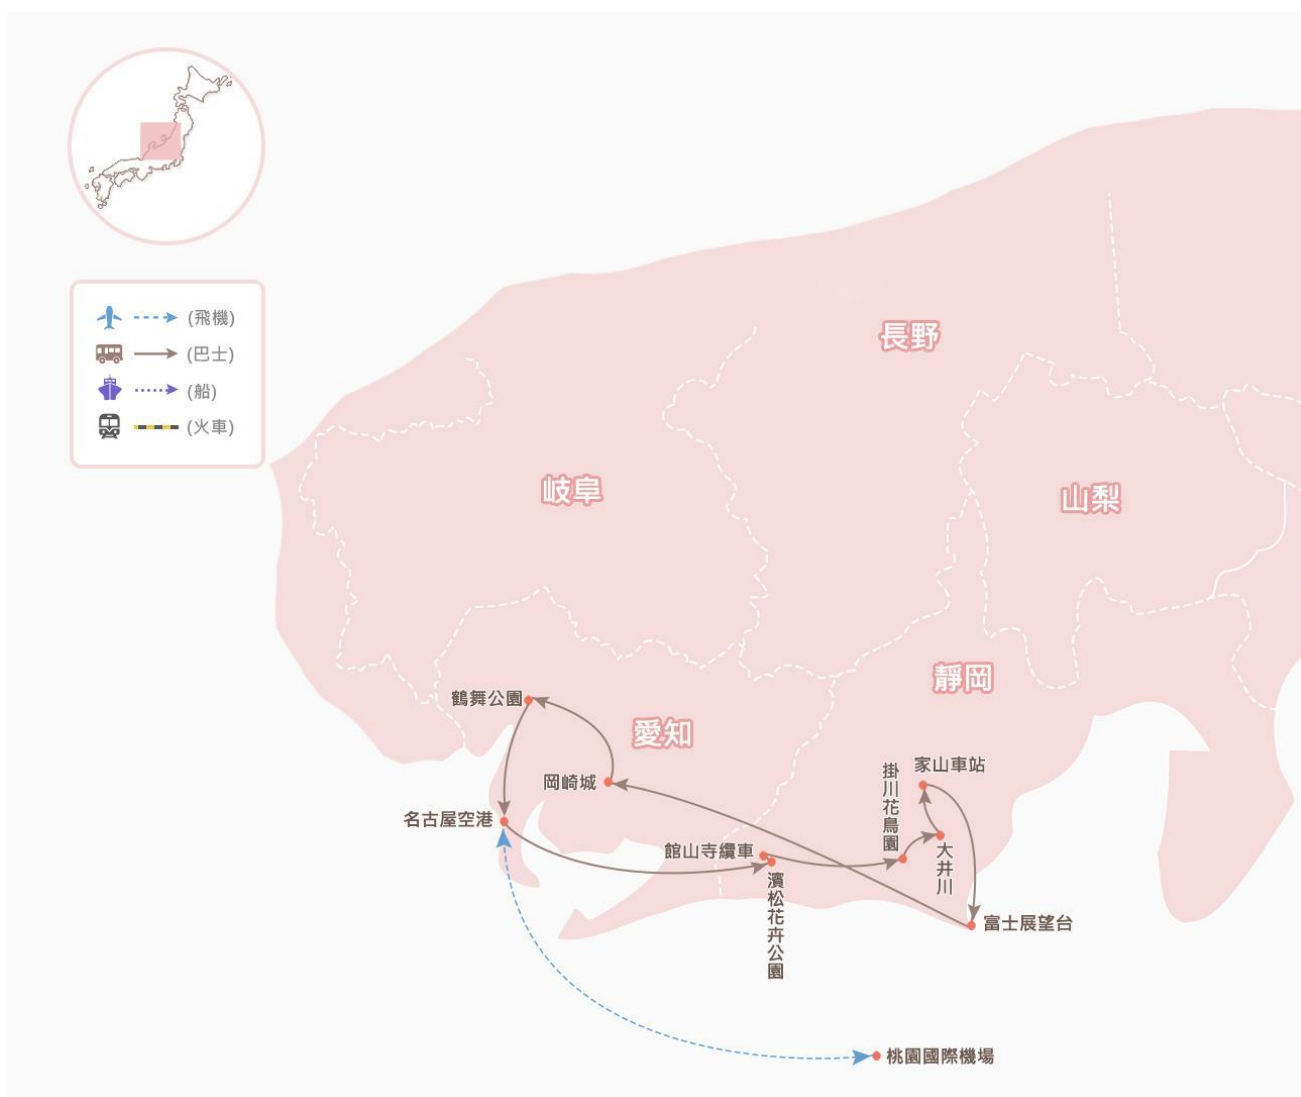 (飛機)
(巴士)
(船)
(火車)
長野
岐阜
山梨
靜岡
愛知
鶴舞公園
岡崎城
名古屋空港
館山寺纜車
濱松花卉公園
掛川花鳥園
家山車站
大井川
富士展望台
桃園國際機場